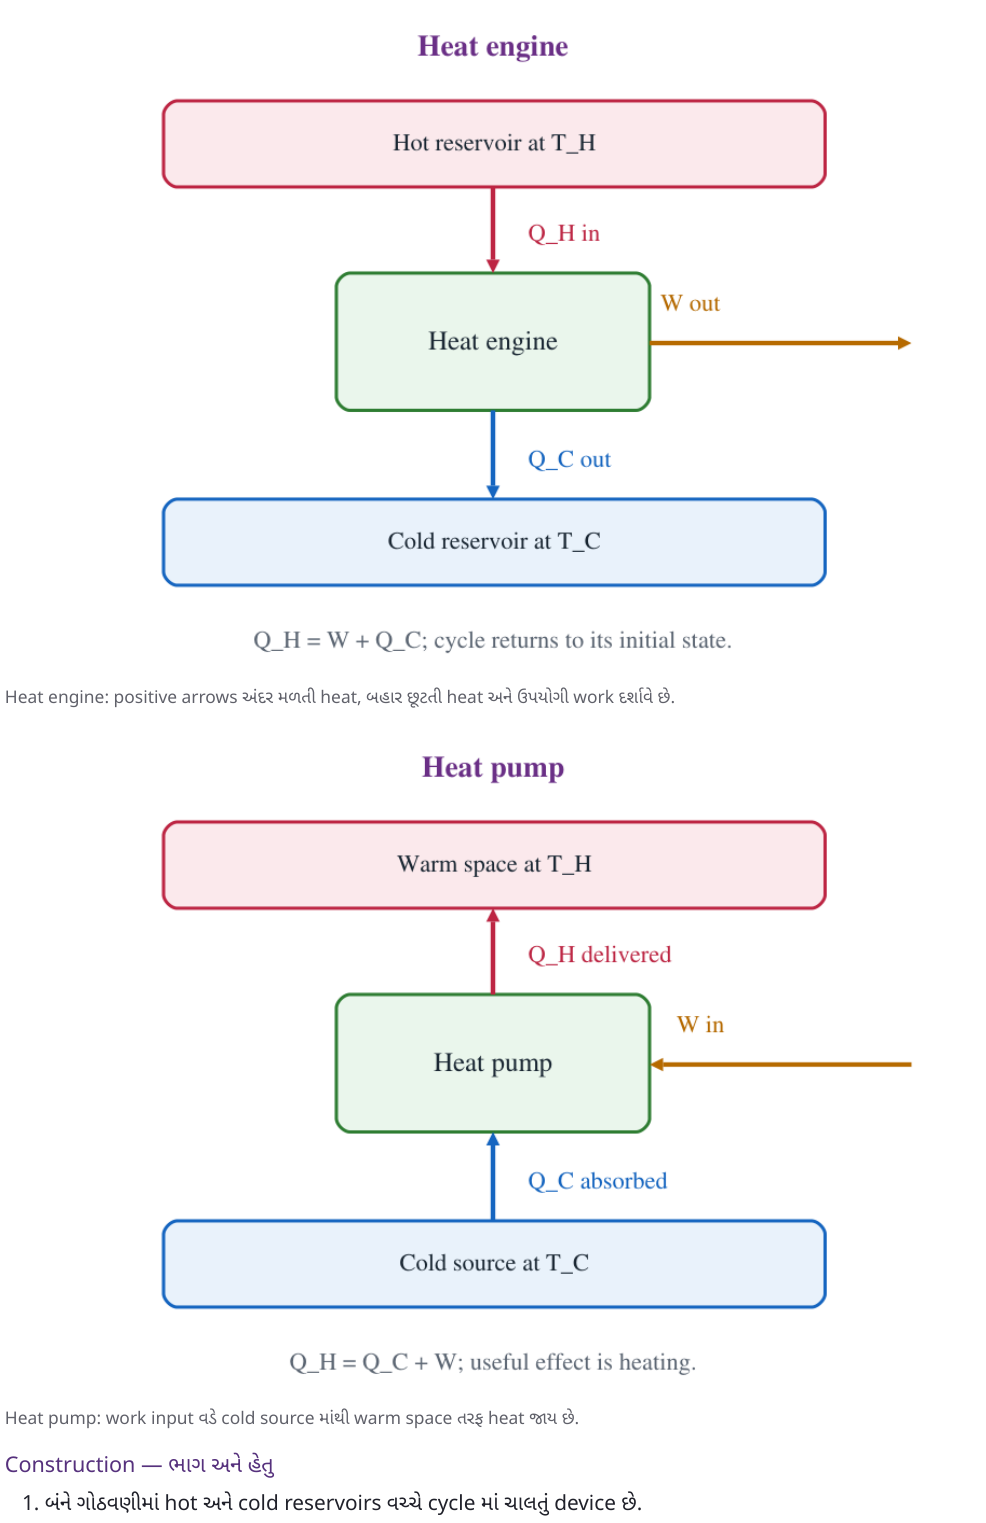 Heat engine
Hot reservoir at T_H
Q_H in
W out
Heat engine
Q_C out
Cold reservoir at T_C
Q_H = W + Q_C; cycle returns to its initial state.
Heat engine: positive arrows અંદર મળતી heat, બહાર છૂટતી heat અને ઉપયોગી work દર્શાવે છે.
Heat pump
Warm space at T_H
Q_H delivered
W in
Heat pump
Q_C absorbed
Cold source at T_C
Q_H = Q_C + W; useful effect is heating.
Heat pump: work input વડે cold source માંથી warm space તરફ heat જાય છે.
Construction — ભાગ અને હેતુ
1. બંને ગોઠવણીમાં hot અને cold reservoirs વચ્ચે cycle માં ચાલતું device છે.